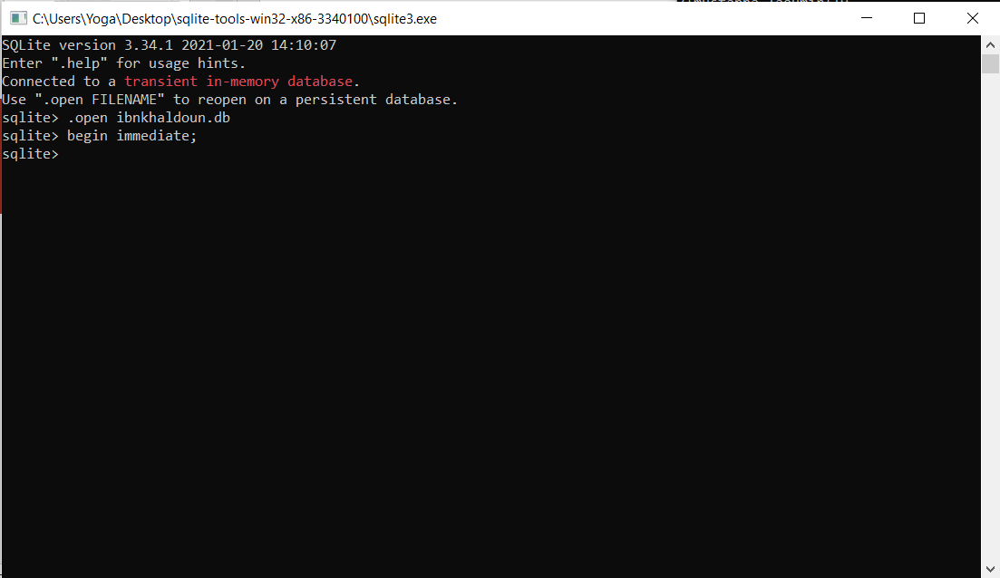 C:\Users\Yoga\Desktop\sqlite-tools-win32-x86-3340100\sqlite3.exe
SQLite version 3.34.1 2021-01-20 14:10:07
Enter ".help" for usage hints.
Connected to a transient in-memory database.
Use ".open FILENAME" to reopen on a persistent database.
sqlite> .open ibnkhaldoun.db
sqlite> begin immediate;
sqlite>